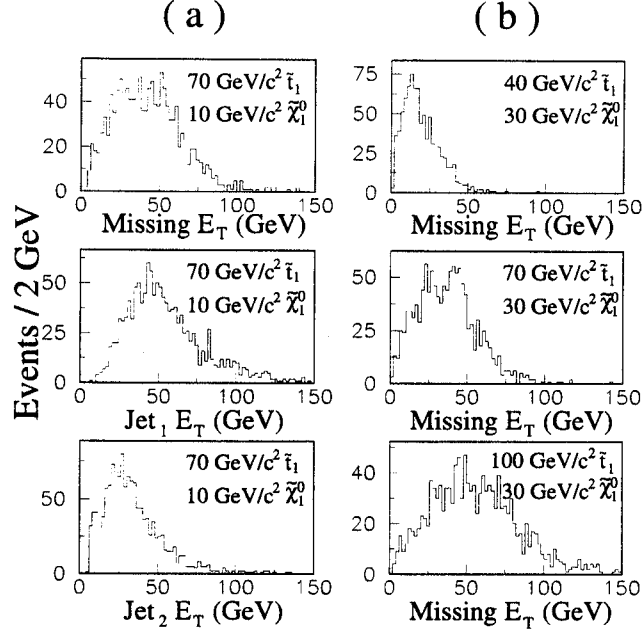 ( a )
( b )
Events / 2 GeV
70 GeV/c² t̃₁
10 GeV/c² χ̃₁⁰
40
20
0
0 50 100 150
Missing E_T (GeV)
70 GeV/c² t̃₁
10 GeV/c² χ̃₁⁰
50
25
0
0 50 100 150
Jet₁ E_T (GeV)
70 GeV/c² t̃₁
10 GeV/c² χ̃₁⁰
50
0
0 50 100 150
Jet₂ E_T (GeV)
40 GeV/c² t̃₁
30 GeV/c² χ̃₁⁰
75
50
25
0
0 50 100 150
Missing E_T (GeV)
70 GeV/c² t̃₁
30 GeV/c² χ̃₁⁰
50
25
0
0 50 100 150
Missing E_T (GeV)
100 GeV/c² t̃₁
30 GeV/c² χ̃₁⁰
40
20
0
0 50 100 150
Missing E_T (GeV)